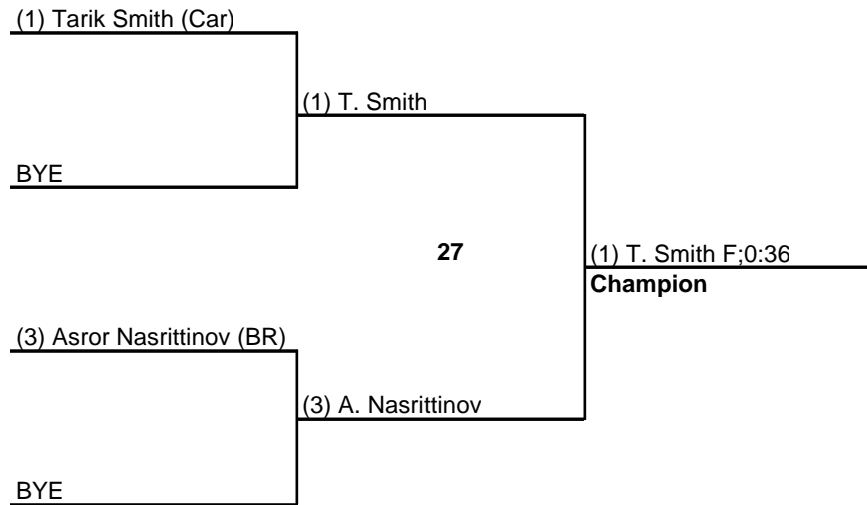 (1) Tarik Smith (Car)
(1) T. Smith
BYE
27
(1) T. Smith F;0:36
Champion
(3) Asror Nasrittinov (BR)
(3) A. Nasrittinov
BYE